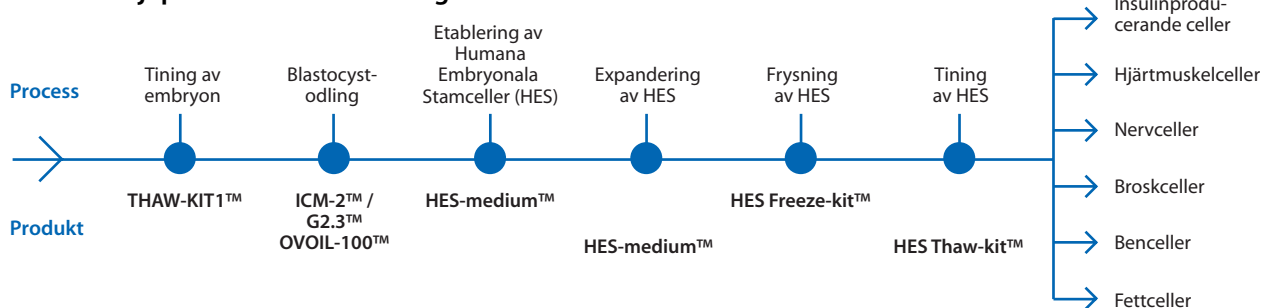 Insulinprodu-
cerande celler
Etablering av
Humana
Embryonala
Stamceller (HES)
Tining av
embryon
Blastocyst-
odling
Expandering
av HES
Frysning
av HES
Tining
av HES
Process
Hjärtmuskelceller
Nervceller
Broskceller
Benceller
Fettceller
Produkt
THAW-KIT1™
ICM-2™ /
G2.3™
OVOIL-100™
HES-medium™
HES-medium™
HES Freeze-kit™
HES Thaw-kit™